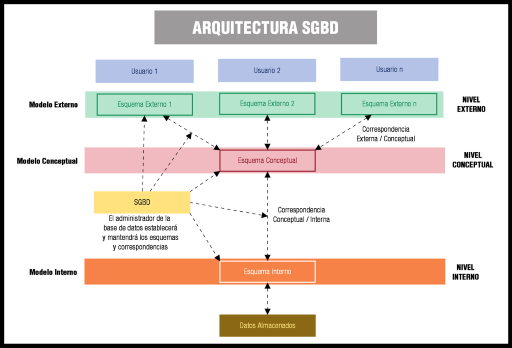 ARQUITECTURA SGBD
Usuario 1
Usuario 2
Usuario n
Modelo Externo
Esquema Externo 1
Esquema Externo 2
Esquema Externo n
NIVEL
EXTERNO
Correspondencia
Externa / Conceptual
Modelo Conceptual
Esquema Conceptual
NIVEL
CONCEPTUAL
SGBD
El administrador de la
base de datos establecerá
y mantendrá los esquemas
y correspondencias
Correspondencia
Conceptual / Interna
Modelo Interno
Esquema Interno
NIVEL
INTERNO
Datos Almaconados